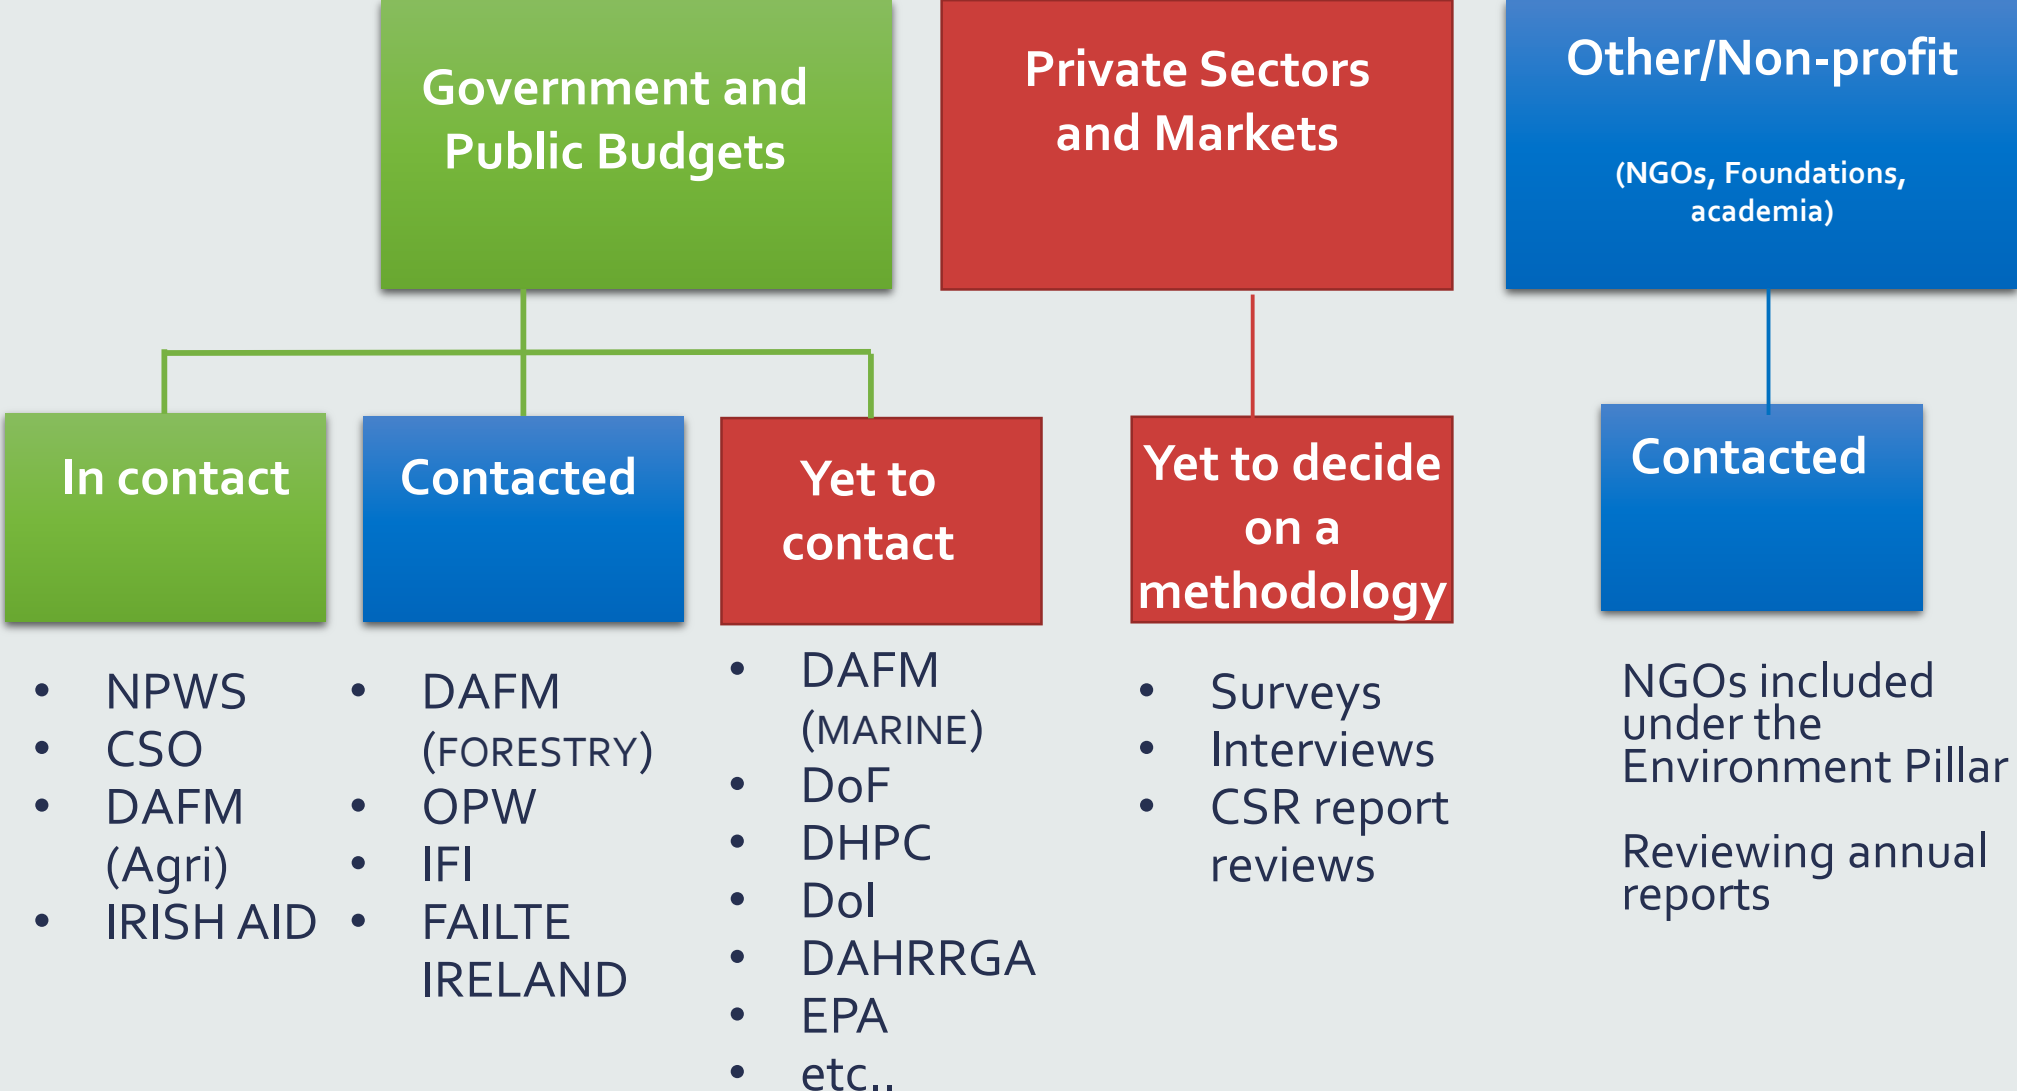 Government and
Public Budgets
Private Sectors
and Markets
Other/Non-profit
(NGOs, Foundations,
academia)
In contact
• NPWS
• CSO
• DAFM
(Agri)
• IRISH AID
Contacted
• DAFM
(FORESTRY)
• OPW
• IFI
• FAILTE
IRELAND
Yet to
contact
• DAFM
(MARINE)
• DoF
• DHPC
• DoI
• DAHRRGA
• EPA
• etc..
Yet to decide
on a
methodology
• Surveys
• Interviews
• CSR report
reviews
Contacted
NGOs included
under the
Environment Pillar
Reviewing annual
reports